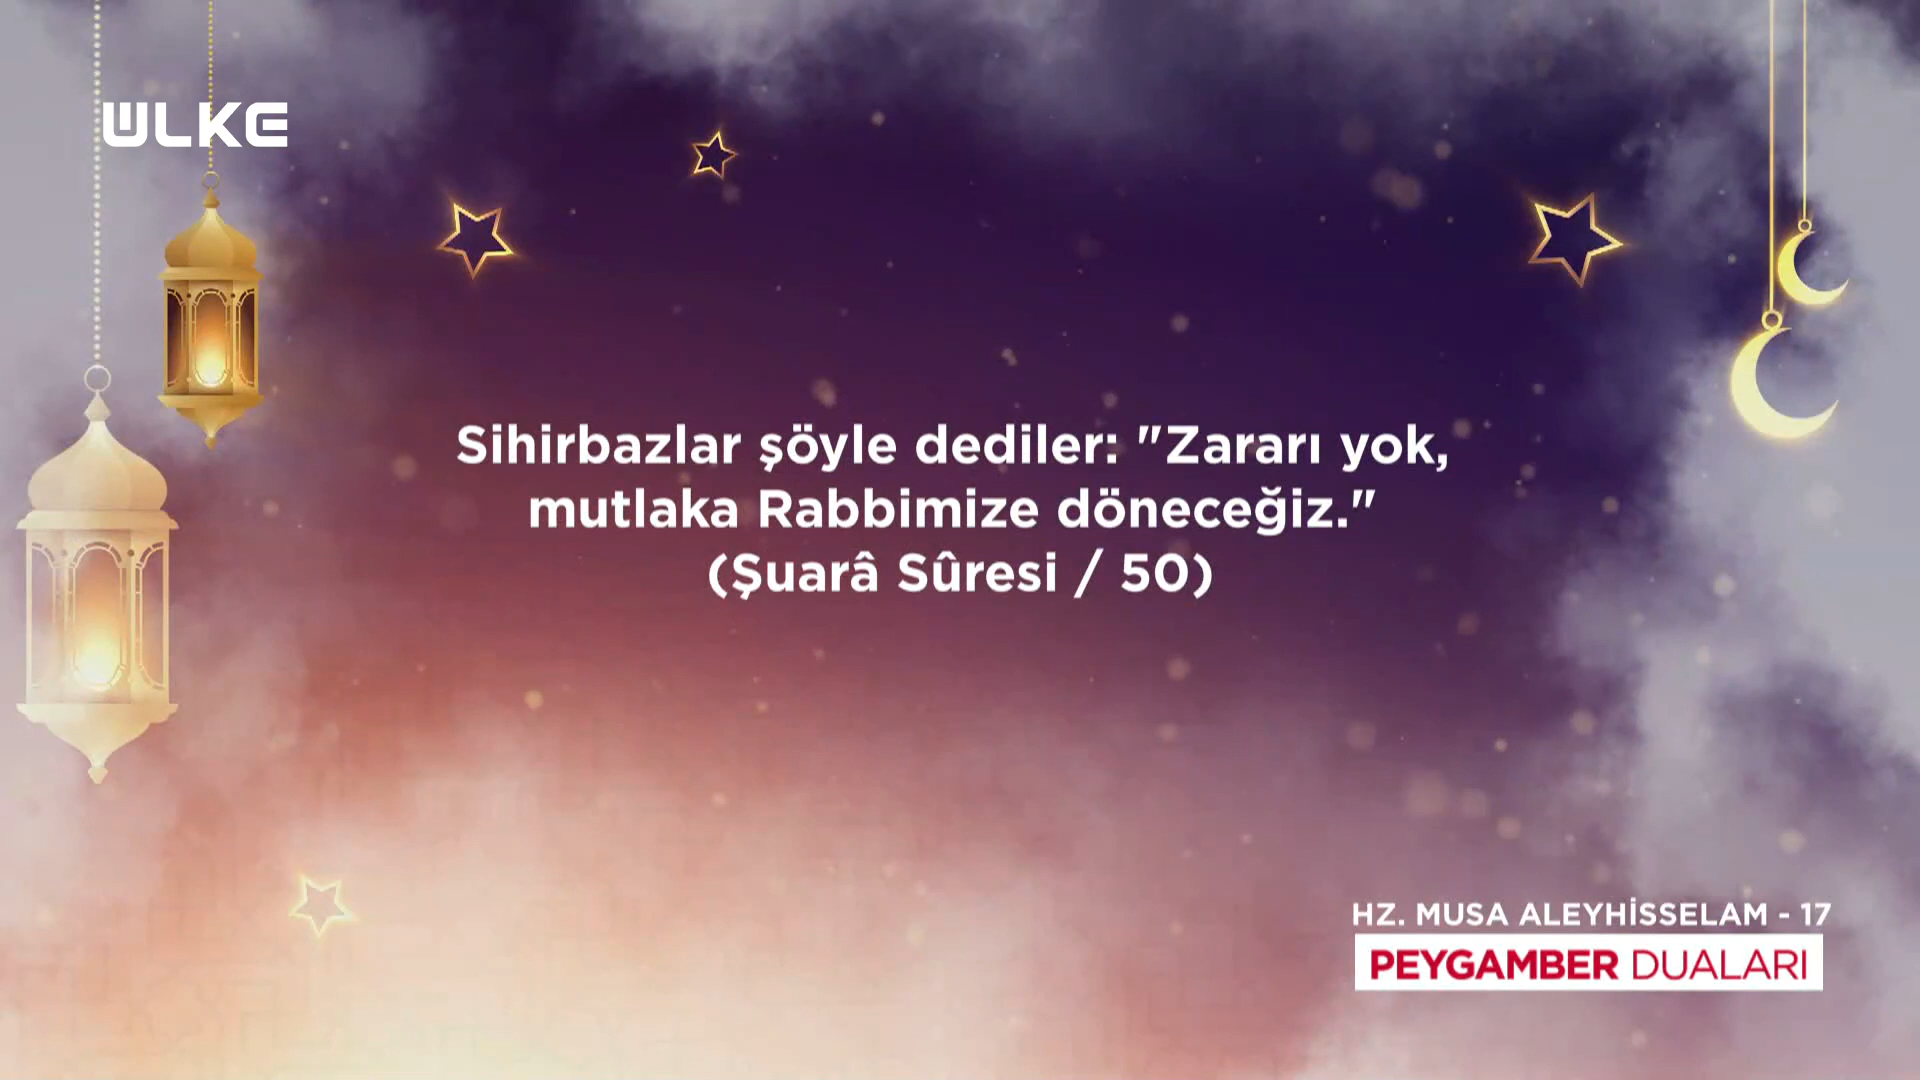 ULKE
Sihirbazlar şöyle dediler: "Zararı yok,
mutlaka Rabbimize döneceğiz."
(Şuarâ Sûresi / 50)
HZ. MUSA ALEYHİSSELAM - 17
PEYGAMBER DUALARI